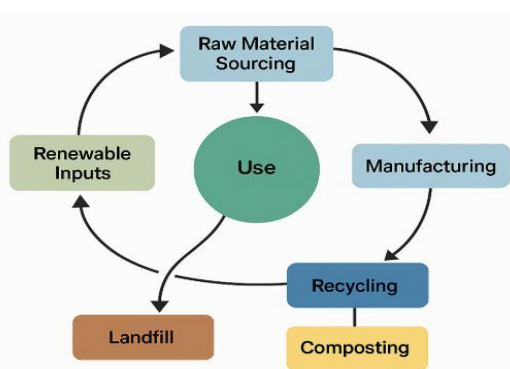 Raw Material
Sourcing
Renewable
Inputs
Use
Manufacturing
Recycling
Landfill
Composting